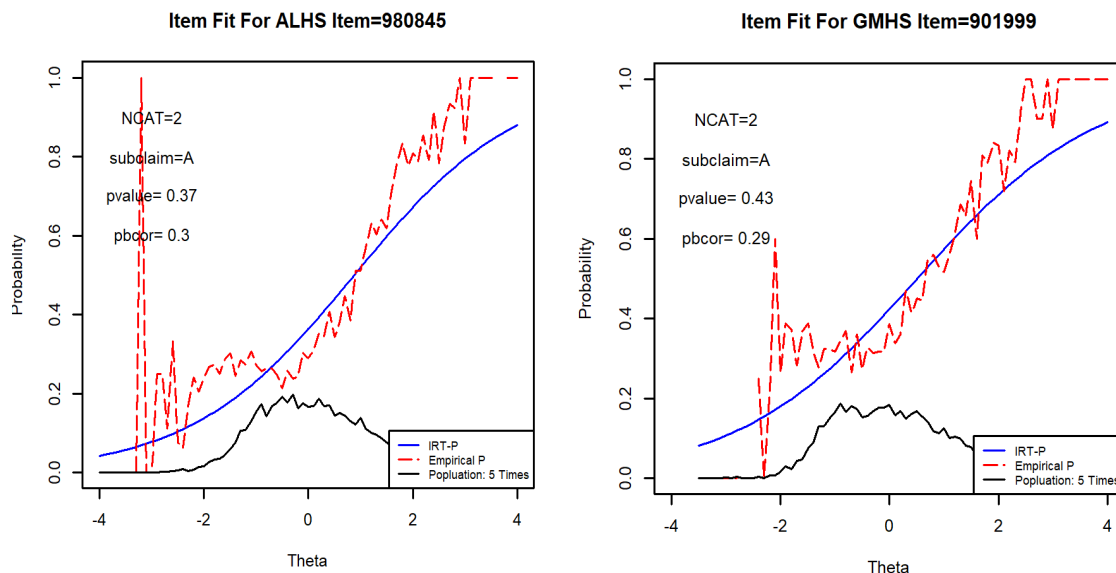 Item Fit For ALHS Item=980845
Probability
1.0
0.8
0.6
0.4
0.2
0.0
NCAT=2
subclaim=A
pvalue= 0.37
pbcor= 0.3
IRT-P
Empirical P
Popluation: 5 Times
-4 -2 0 2 4
Theta
Item Fit For GMHS Item=901999
Probability
1.0
0.8
0.6
0.4
0.2
0.0
NCAT=2
subclaim=A
pvalue= 0.43
pbcor= 0.29
IRT-P
Empirical P
Popluation: 5 Times
-4 -2 0 2 4
Theta